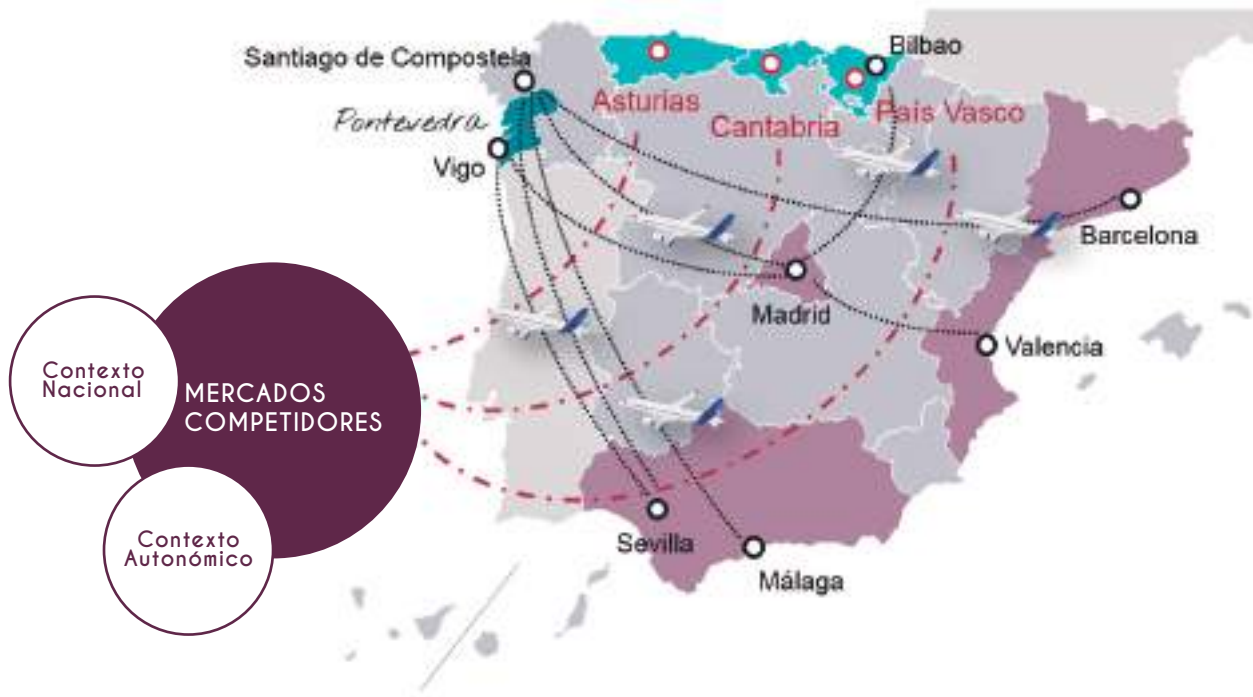 Santiago de Compostela
Bilbao
Asturias
País Vasco
Cantabria
Pontevedra
Vigo
Barcelona
Madrid
Valencia
Contexto
Nacional
MERCADOS
COMPETIDORES
Contexto
Autonómico
Sevilla
Málaga